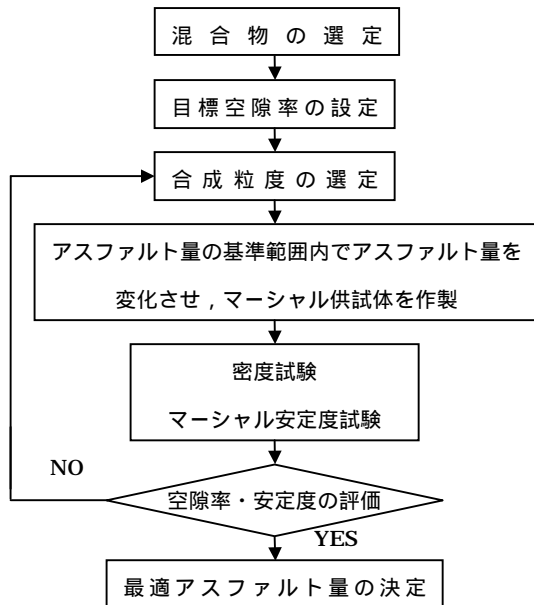 混合物の選定
目標空隙率の設定
合成粒度の選定
アスファルト量の基準範囲内でアスファルト量を
変化させ，マーシャル供試体を作製
密度試験
マーシャル安定度試験
NO
空隙率・安定度の評価
YES
最適アスファルト量の決定